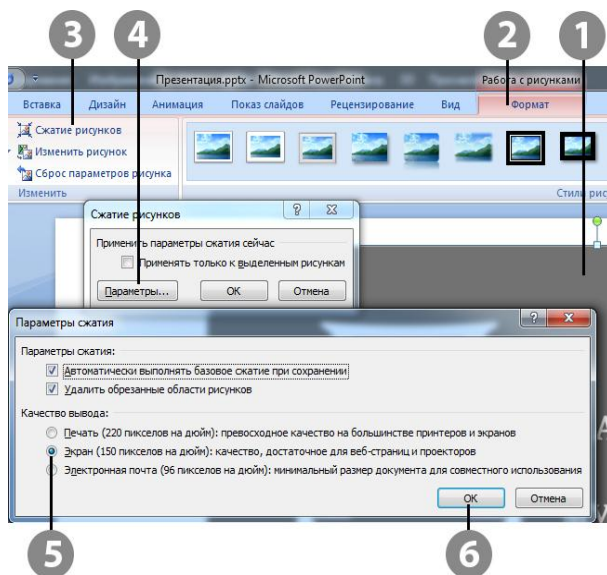 3 4 2 1
Презентация.pptx - Microsoft PowerPoint
Работа с рисунками
Вставка Дизайн Анимация Показ слайдов Рецензирование Вид Формат
Сжатие рисунков
Изменить рисунок
Сброс параметров рисунка
Изменить
Стили рис
Сжатие рисунков
Применить параметры сжатия сейчас
Применять только к выделенным рисункам
Параметры... ОК Отмена
Параметры сжатия
Параметры сжатия:
Автоматически выполнять базовое сжатие при сохранении
Удалить обрезанные области рисунков
Качество вывода:
Печать (220 пикселов на дюйм): превосходное качество на большинстве принтеров и экранов
Экран (150 пикселов на дюйм): качество, достаточное для веб-страниц и проекторов
Электронная почта (96 пикселов на дюйм): минимальный размер документа для совместного использования
ОК Отмена
5 6